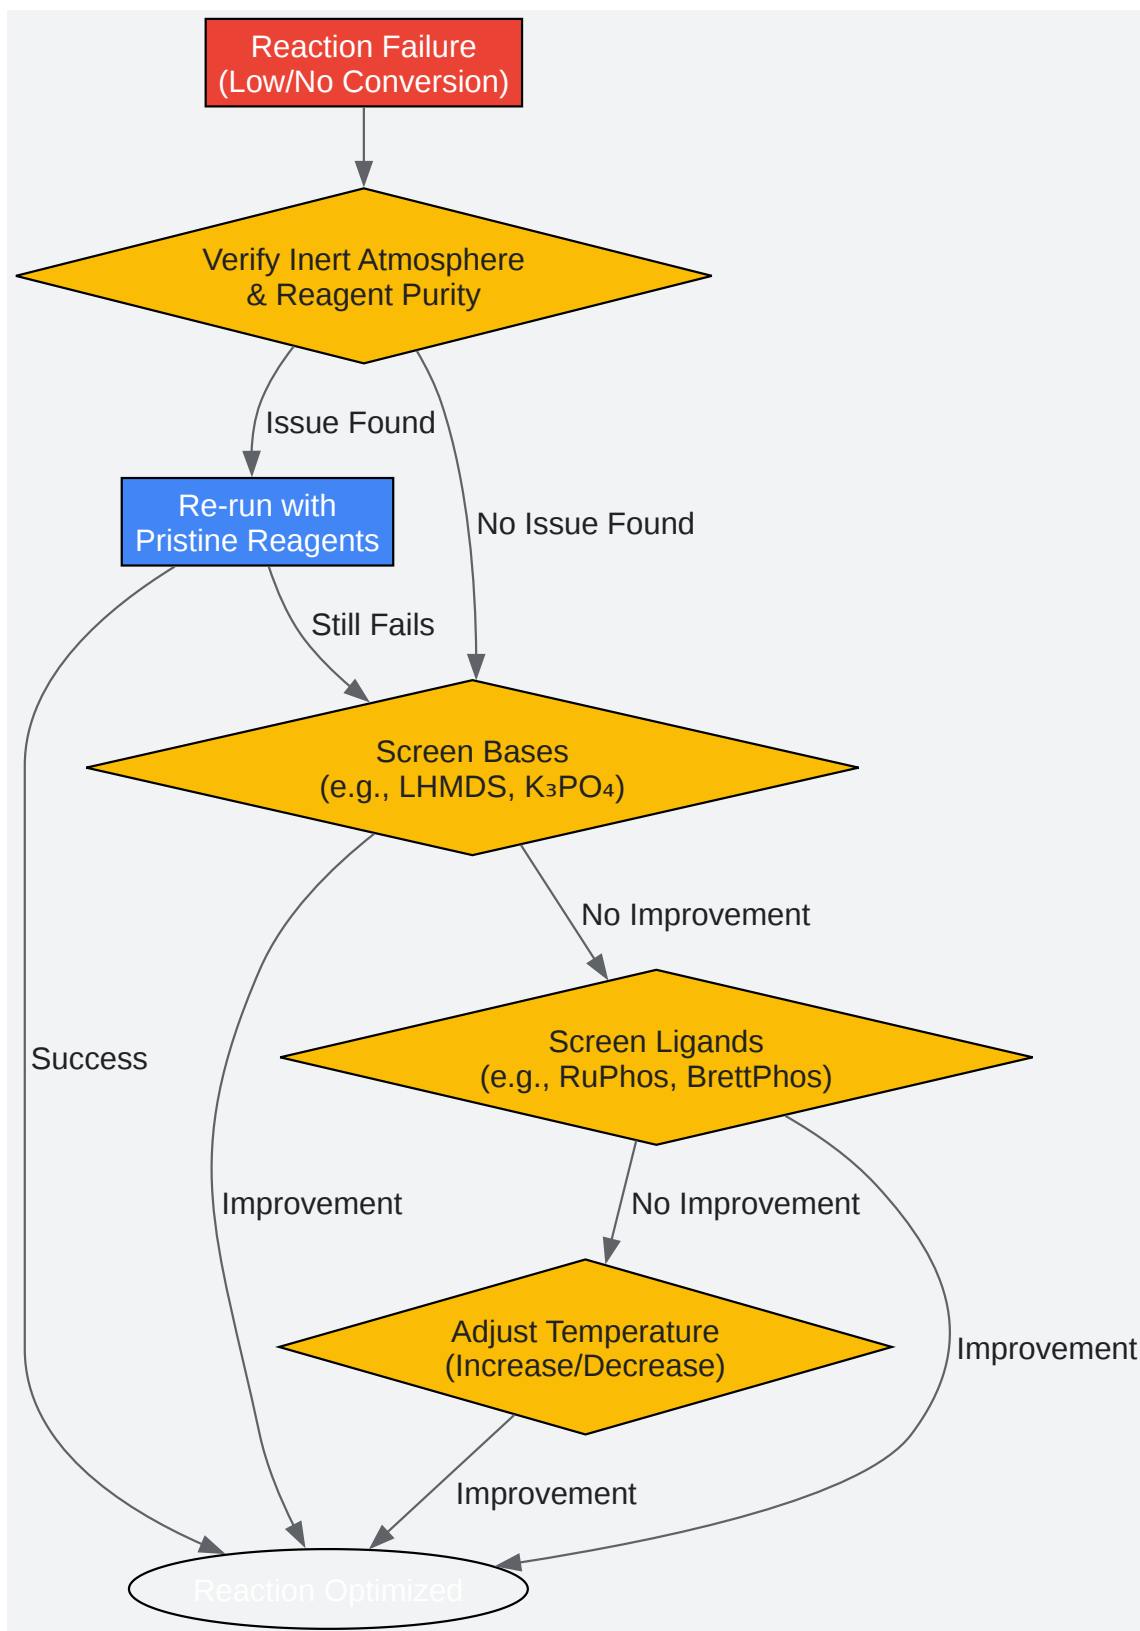 Reaction Failure
(Low/No Conversion)
Verify Inert Atmosphere
& Reagent Purity
Issue Found
Re-run with
Pristine Reagents
No Issue Found
Still Fails
Screen Bases
(e.g., LHMDS, K₃PO₄)
No Improvement
Screen Ligands
(e.g., RuPhos, BrettPhos)
Success
Improvement
No Improvement
Adjust Temperature
(Increase/Decrease)
Improvement
Improvement
Reaction Optimized